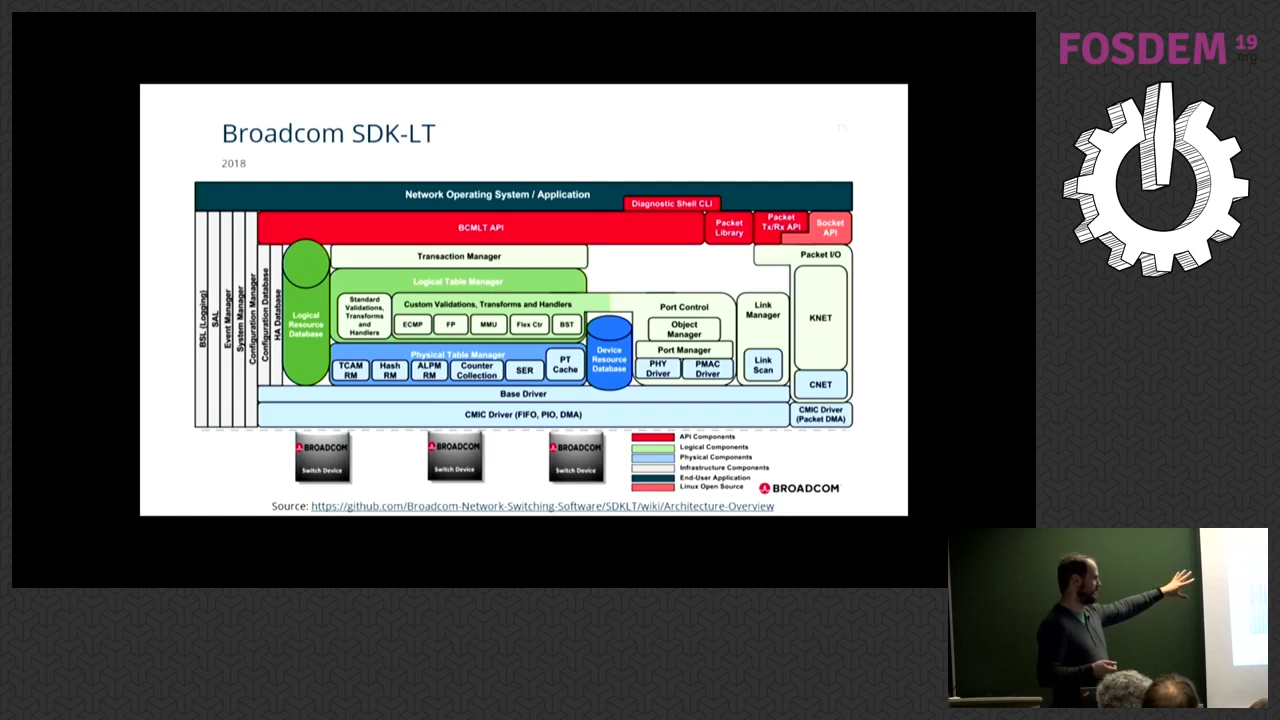 FOSDEM 19
.org
Broadcom SDK-LT
15
2018
Network Operating System / Application
Diagnostic Shell CLI
BCMLT API
Packet
Library
Packet
Tx/Rx API
Socket
API
BSL (Logging)
SAL
Event Manager
System Manager
Configuration Manager
Configuration Database
HA Database
Logical
Resource
Database
Transaction Manager
Packet I/O
Logical Table Manager
Standard
Validations,
Transforms
and
Handlers
Custom Validations, Transforms and Handlers
ECMP
FP
MMU
Flex Ctr
BST
Port Control
Object
Manager
Port Manager
PHY
Driver
PMAC
Driver
Link
Manager
Link
Scan
KNET
CNET
Device
Resource
Database
Physical Table Manager
TCAM
RM
Hash
RM
ALPM
RM
Counter
Collection
SER
PT
Cache
Base Driver
CMIC Driver (FIFO, PIO, DMA)
CMIC Driver
(Packet DMA)
BROADCOM
Switch Device
BROADCOM
Switch Device
BROADCOM
Switch Device
API Components
Logical Components
Physical Components
Infrastructure Components
End-User Application
Linux Open Source
BROADCOM
Source: https://github.com/Broadcom-Network-Switching-Software/SDKLT/wiki/Architecture-Overview